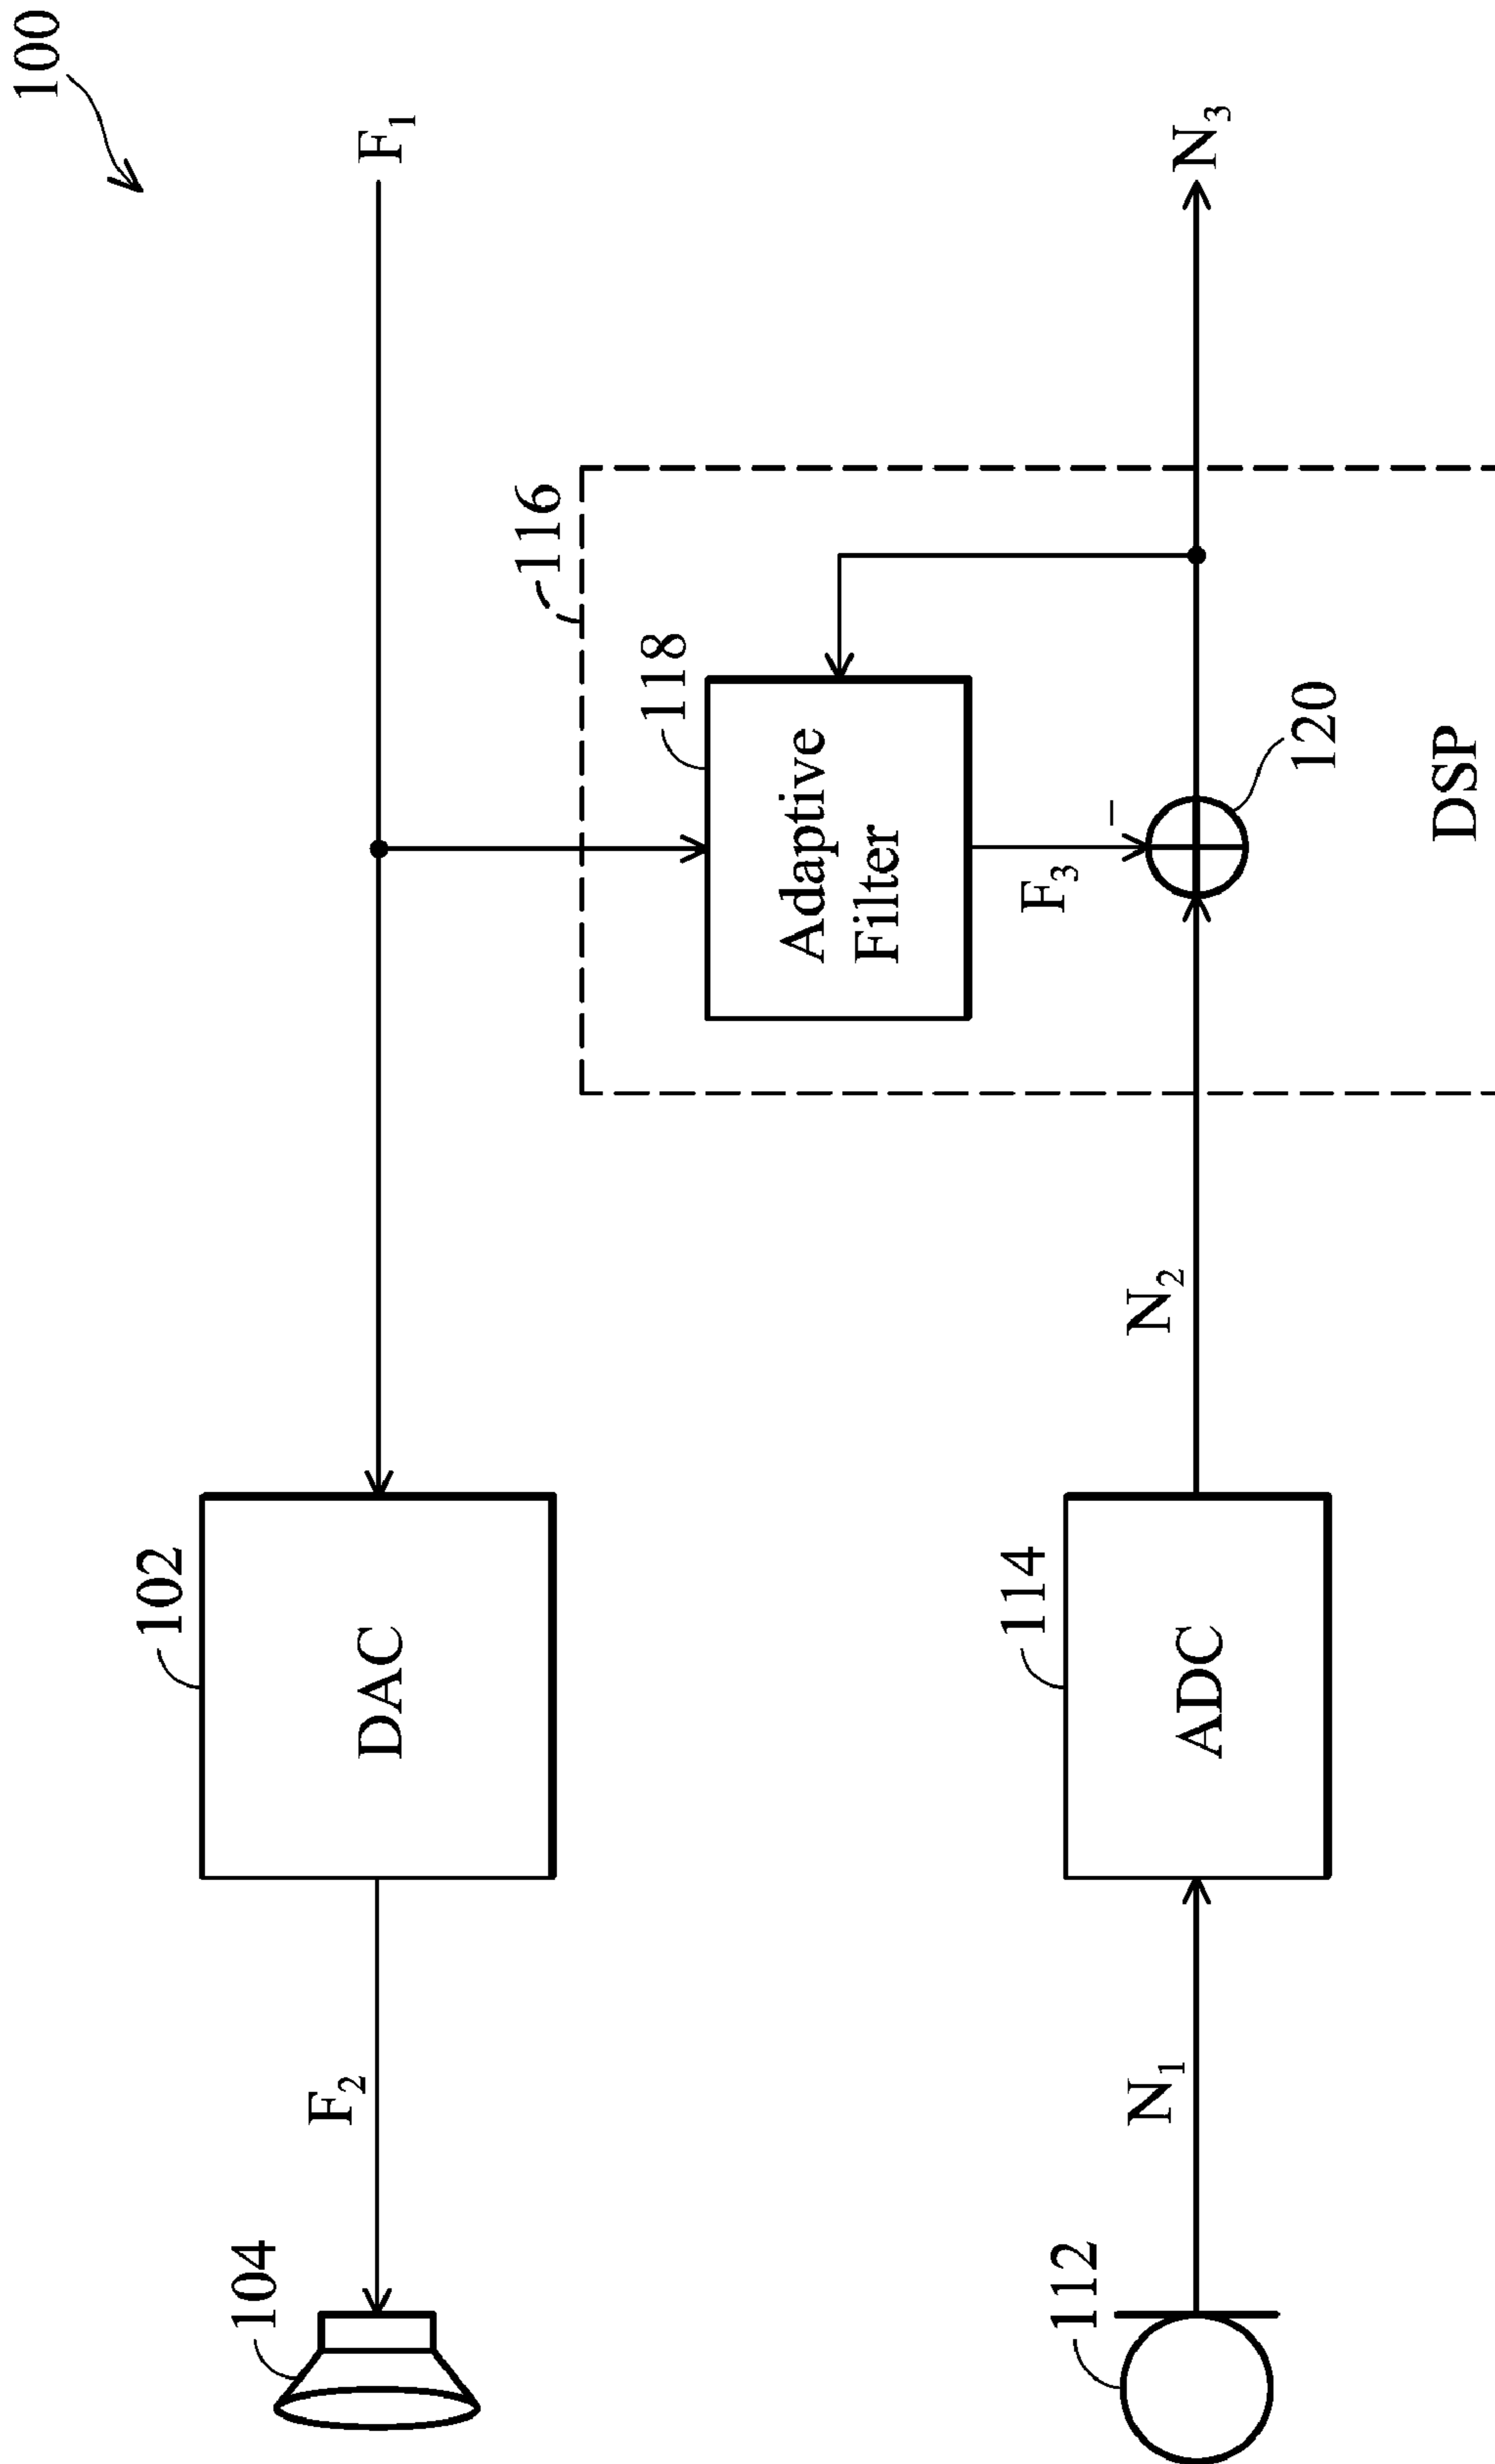 100
F₁
102
DAC
F₂
104
116
118
Adaptive
Filter
F₃
−
120
DSP
N₃
N₂
114
ADC
N₁
112